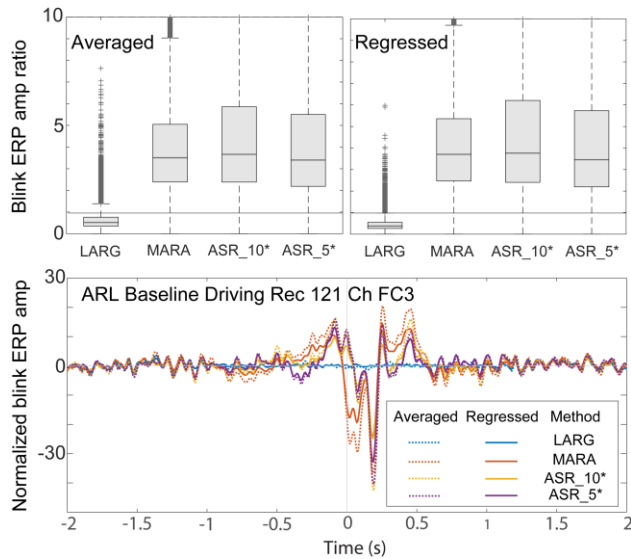 Averaged
Regressed
Blink ERP amp ratio
10
5
0
LARG MARA ASR_10* ASR_5*
LARG MARA ASR_10* ASR_5*
ARL Baseline Driving Rec 121 Ch FC3
Normalized blink ERP amp
30
0
-30
Averaged Regressed Method
LARG
MARA
ASR_10*
ASR_5*
-2 -1.5 -1 -0.5 0 0.5 1 1.5 2
Time (s)